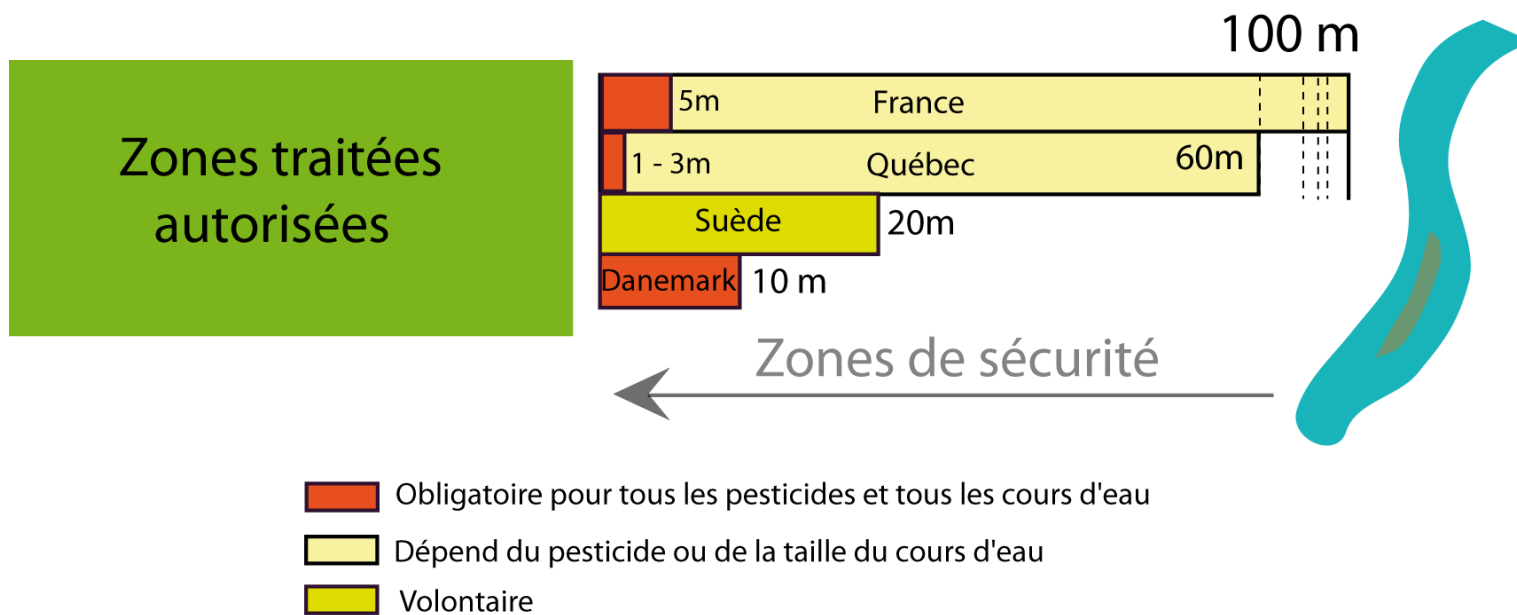 100 m
Zones traitées
autorisées
5m
France
1 - 3m
Québec
60m
Suède
20m
Danemark
10 m
Zones de sécurité
Obligatoire pour tous les pesticides et tous les cours d'eau
Dépend du pesticide ou de la taille du cours d'eau
Volontaire